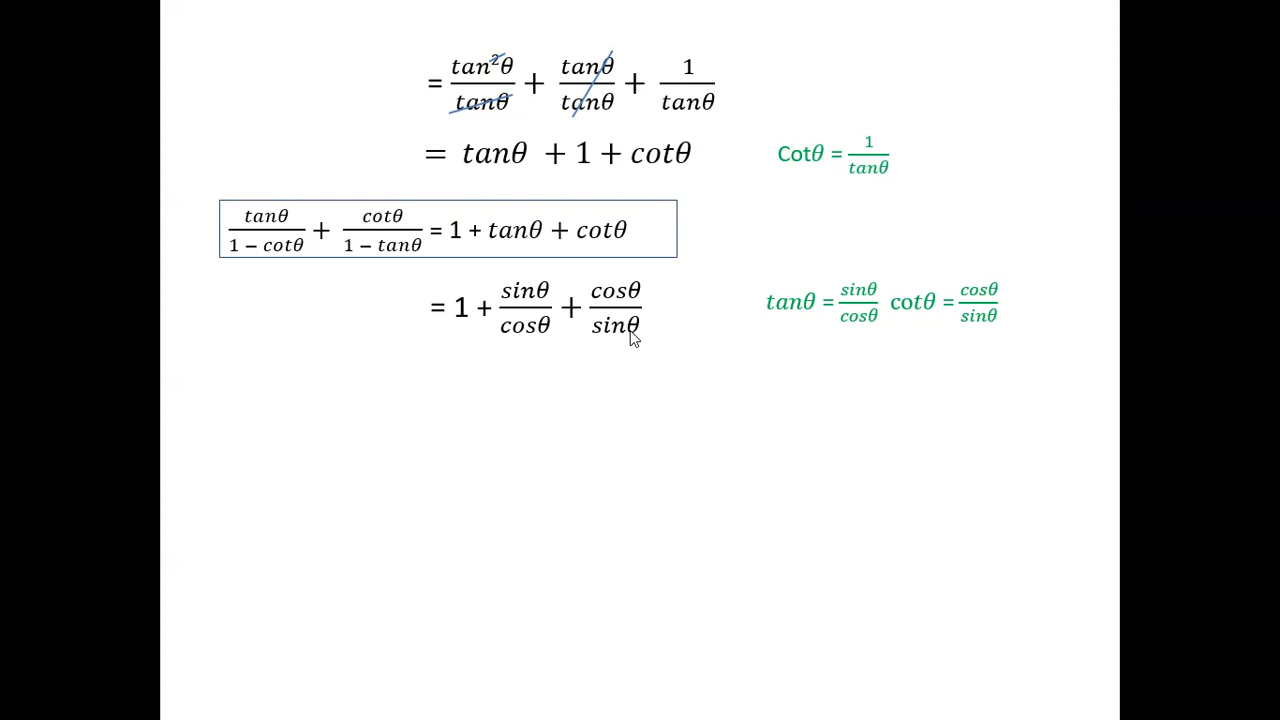 = tan²θ/tanθ + tanθ/tanθ + 1/tanθ
= tanθ + 1 + cotθ
Cotθ = 1/tanθ
tanθ/1 − cotθ + cotθ/1 − tanθ = 1 + tanθ + cotθ
= 1 + sinθ/cosθ + cosθ/sinθ
tanθ = sinθ/cosθ cotθ = cosθ/sinθ